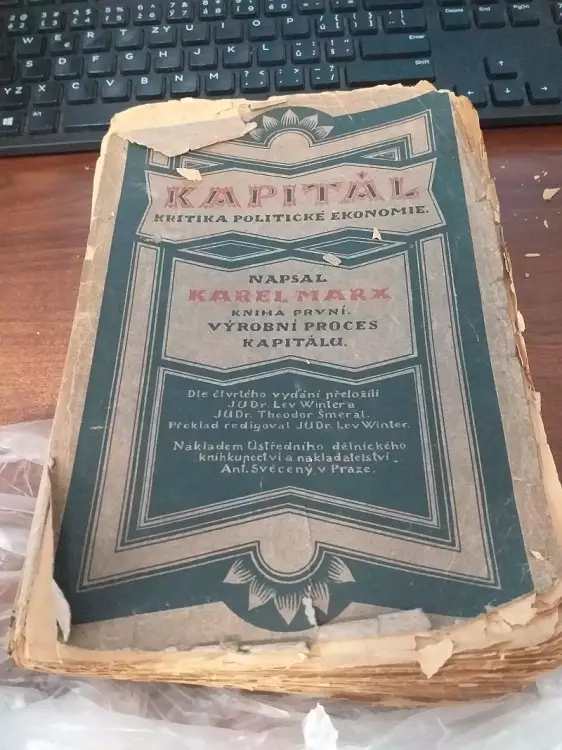 KAPITÁL
KRITIKA POLITICKÉ EKONOMIE.
NAPSAL
KAREL MARX
KNIHA PRVNÍ.
VÝROBNÍ PROCES
KAPITÁLU.
Dle čtvrtého vydání přeložili
JUDr. Lev Winter a
JUDr. Theodor Šmeral.
Překlad redigoval JUDr. Lev Winter.
Nákladem Ústředního dělnického
knihkupectví a nakladatelství
Ant. Svěcený v Praze.